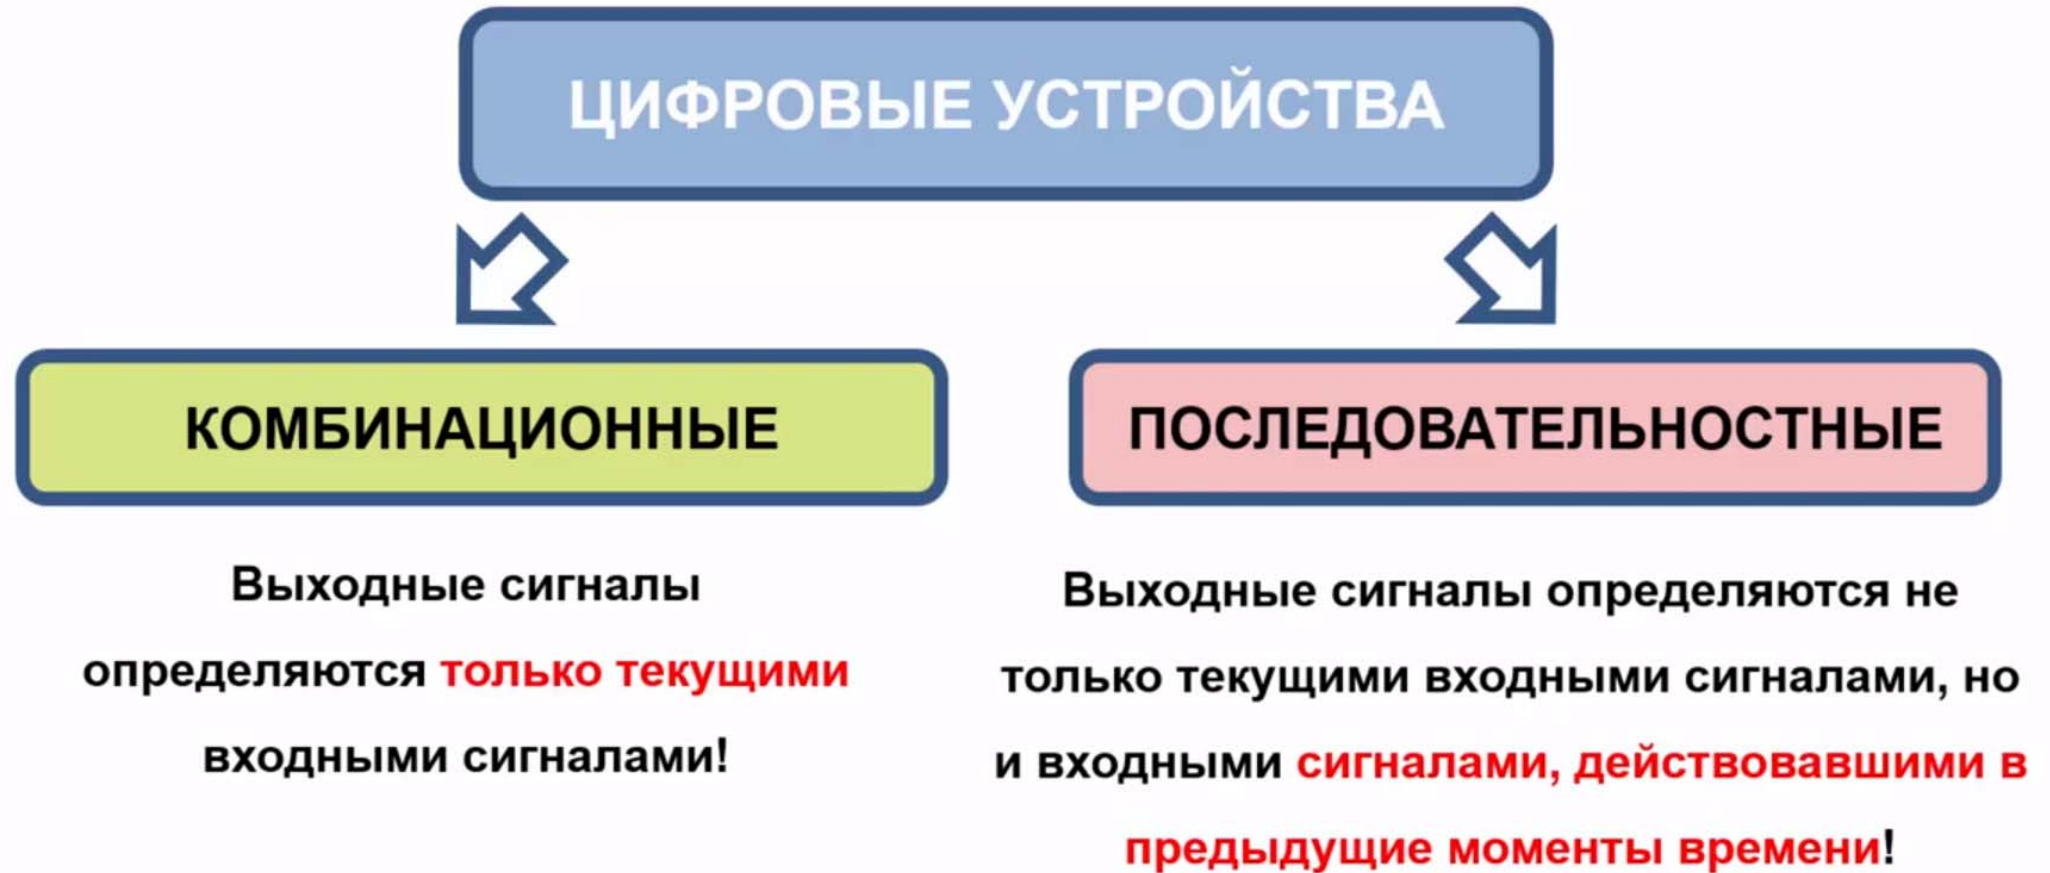 ЦИФРОВЫЕ УСТРОЙСТВА
КОМБИНАЦИОННЫЕ
Выходные сигналы
определяются только текущими
входными сигналами!
ПОСЛЕДОВАТЕЛЬНОСТНЫЕ
Выходные сигналы определяются не
только текущими входными сигналами, но
и входными сигналами, действовавшими в
предыдущие моменты времени!